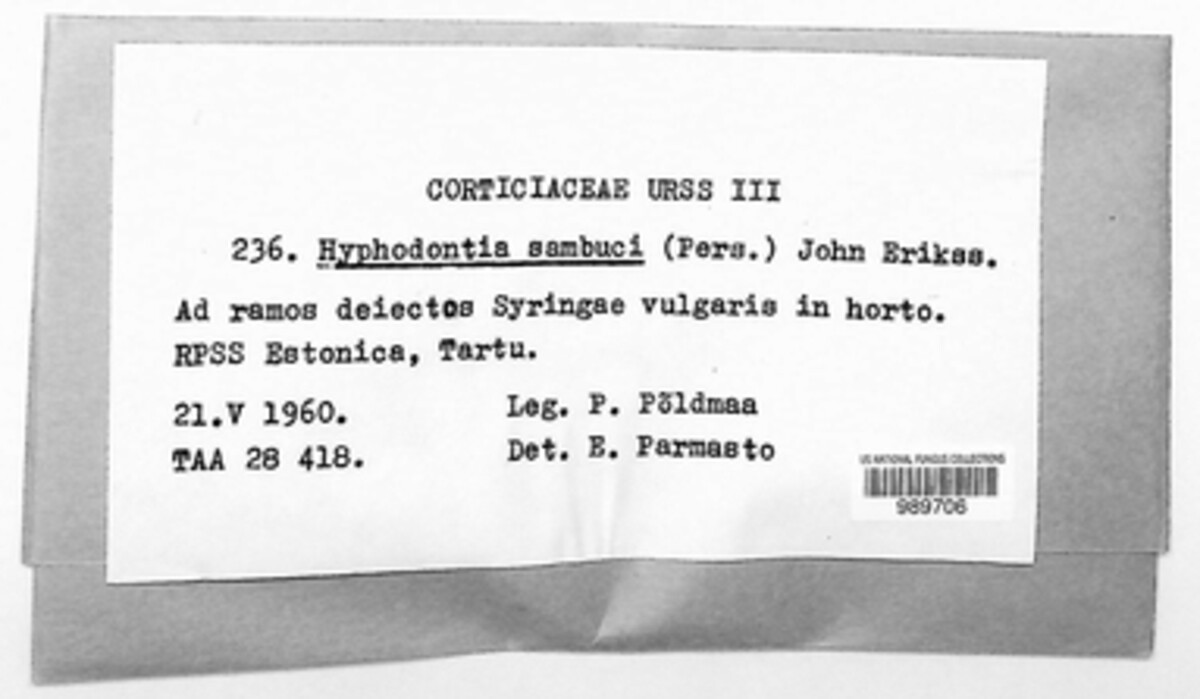 CORTICIACEAE URSS III
236. Hyphodontia sambuci (Pers.) John Erikss.
Ad ramos deiectos Syringae vulgaris in horto.
RPSS Estonica, Tartu.
21.V 1960.
Leg. P. Põldmaa
TAA 28 418.
Det. E. Parmasto
US NATIONAL FUNGUS COLLECTIONS
989706